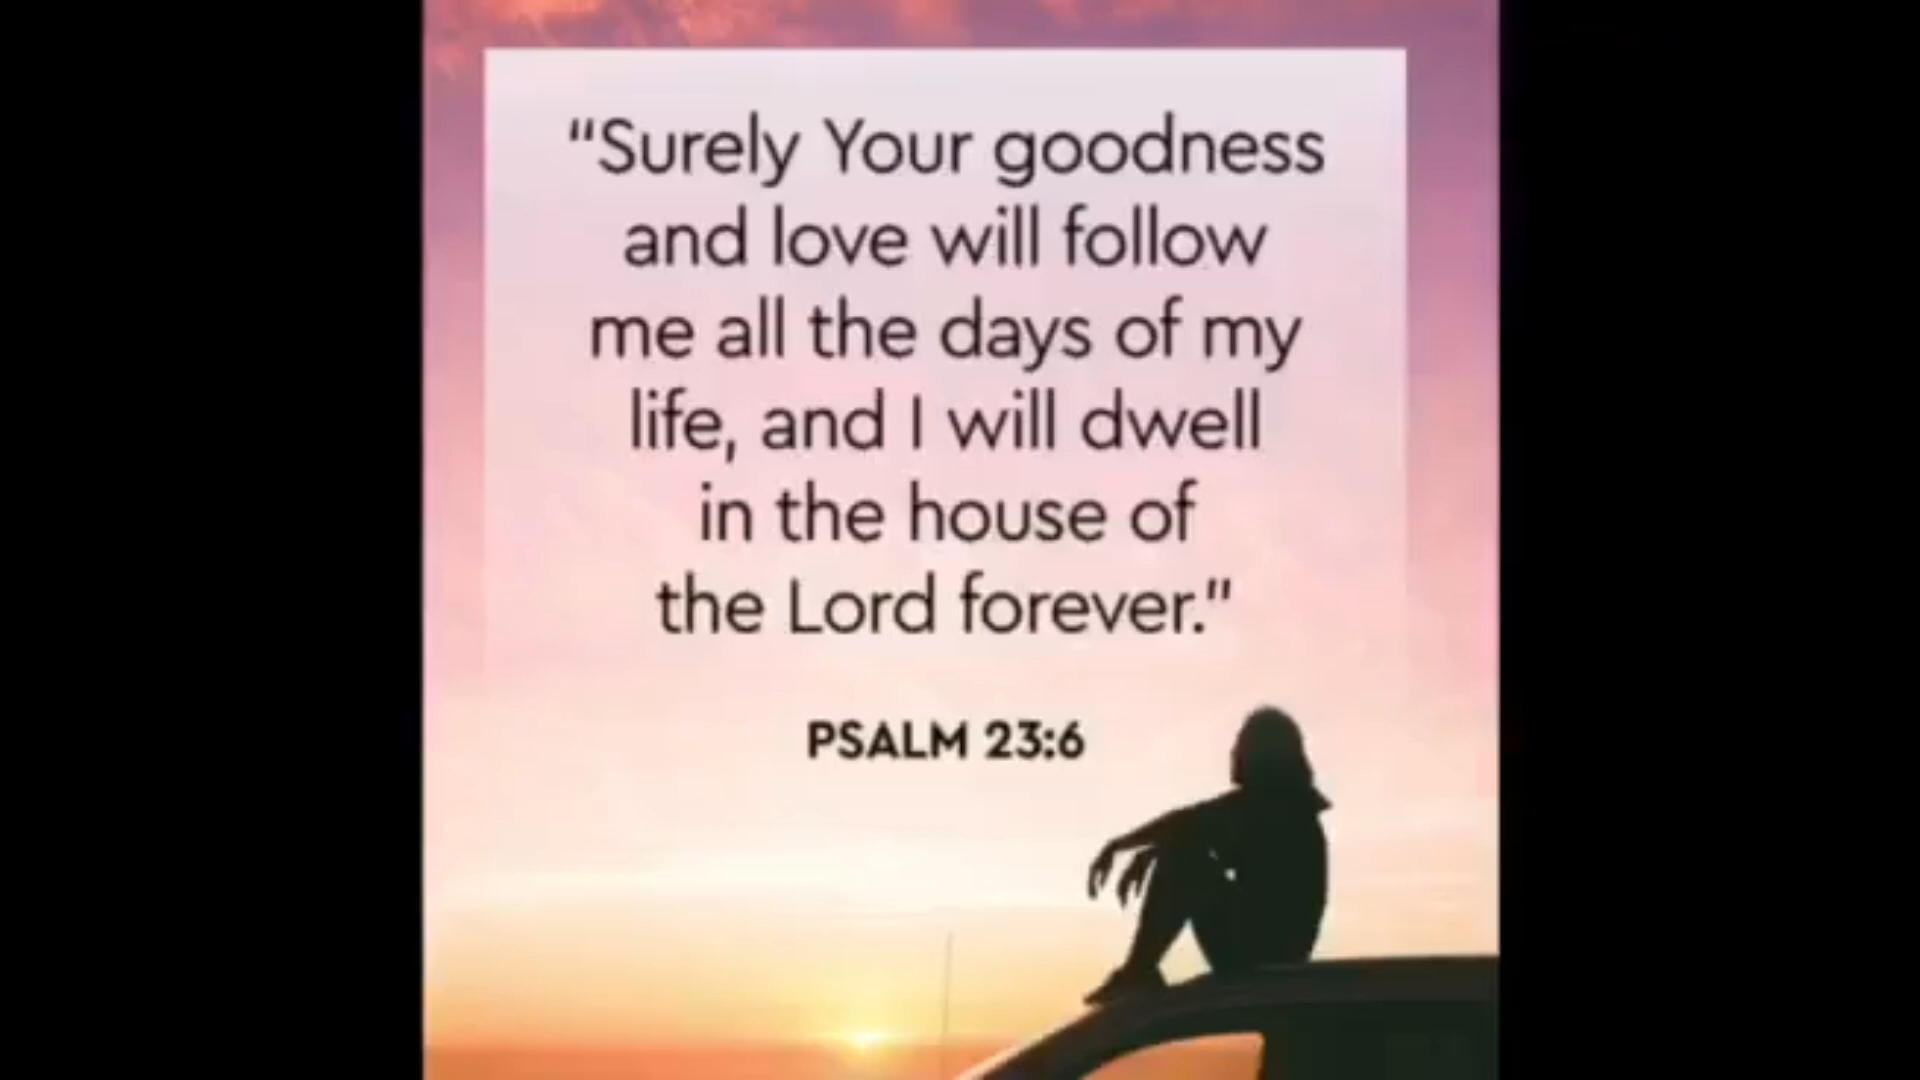 “Surely Your goodness
and love will follow
me all the days of my
life, and I will dwell
in the house of
the Lord forever.”
PSALM 23:6